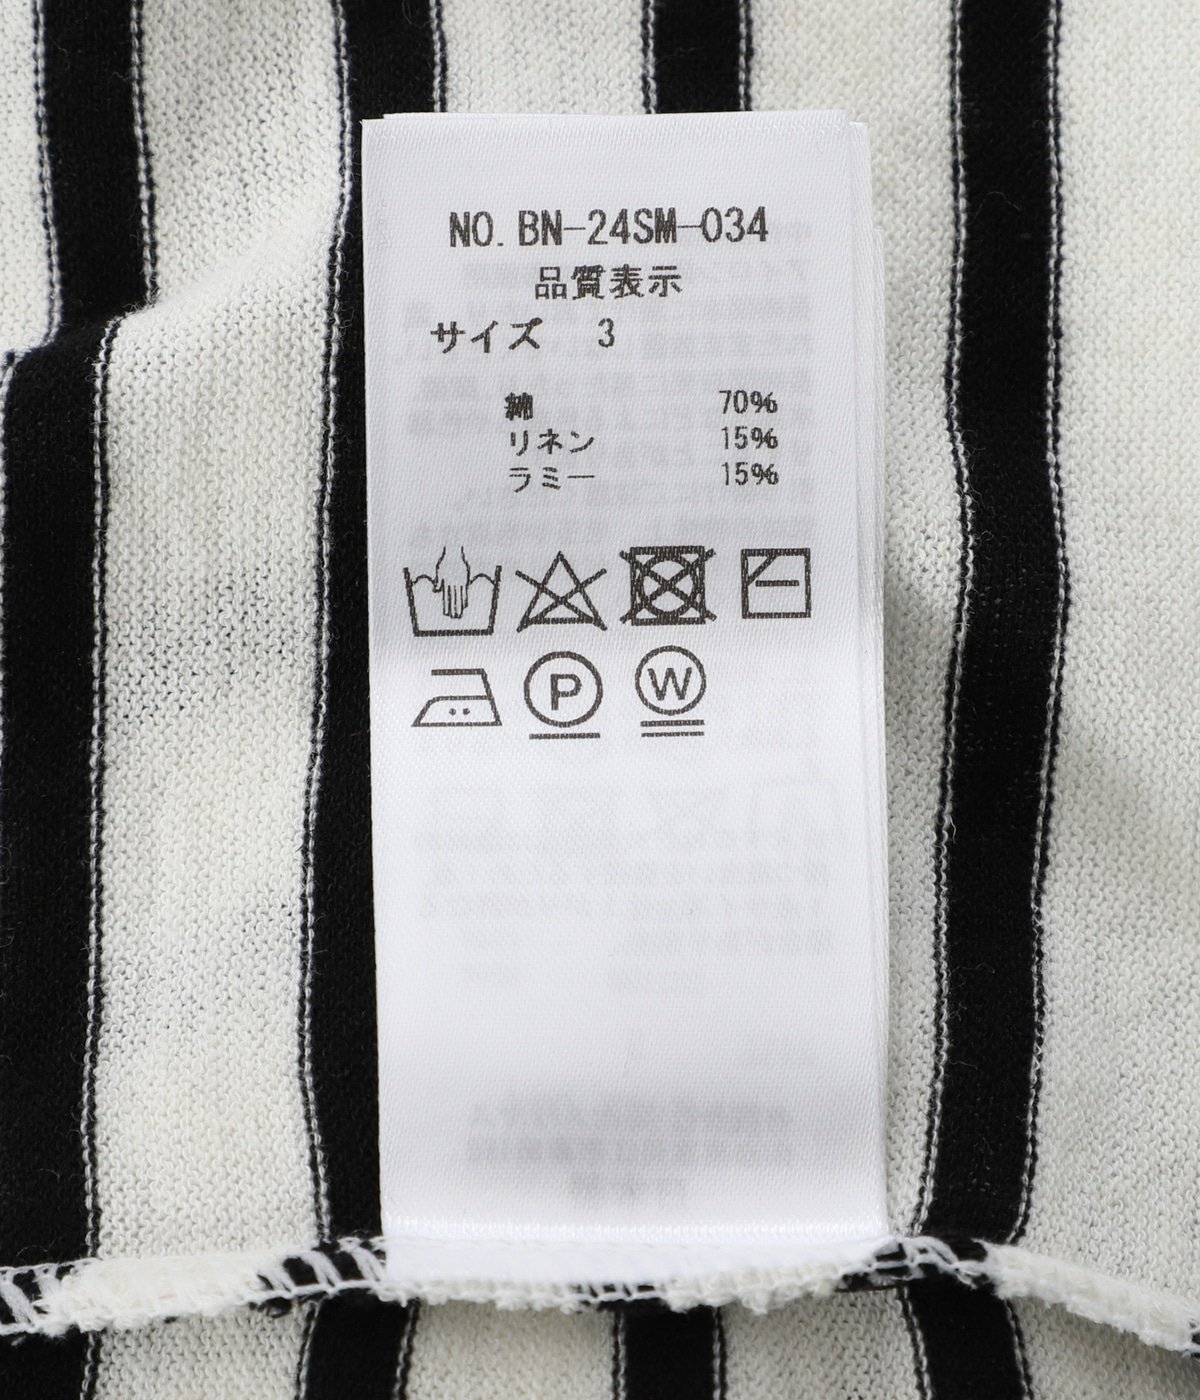 NO. BN-24SM-034
品質表示
サイズ 3
綿 70%
リネン 15%
ラミー 15%
P W